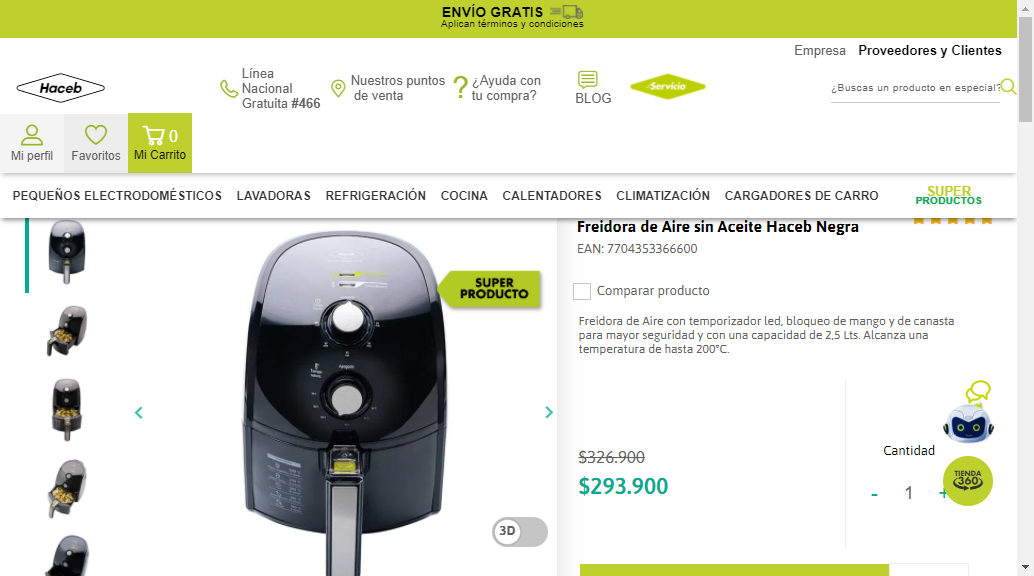 ENVÍO GRATIS
Aplican términos y condiciones
Empresa Proveedores y Clientes
Haceb
Línea
Nacional
Gratuita #466
Nuestros puntos
de venta
¿Ayuda con
tu compra?
BLOG
Servicio
¿Buscas un producto en especial?
Mi perfil
Favoritos
0
Mi Carrito
PEQUEÑOS ELECTRODOMÉSTICOS LAVADORAS REFRIGERACIÓN COCINA CALENTADORES CLIMATIZACIÓN CARGADORES DE CARRO
SUPER
PRODUCTOS
Freidora de Aire sin Aceite Haceb Negra
EAN: 7704353366600
SUPER
PRODUCTO
Comparar producto
Freidora de Aire con temporizador led, bloqueo de mango y de canasta
para mayor seguridad y con una capacidad de 2,5 Lts. Alcanza una
temperatura de hasta 200°C.
$326.900
$293.900
Cantidad
- 1 +
TIENDA
360
3D